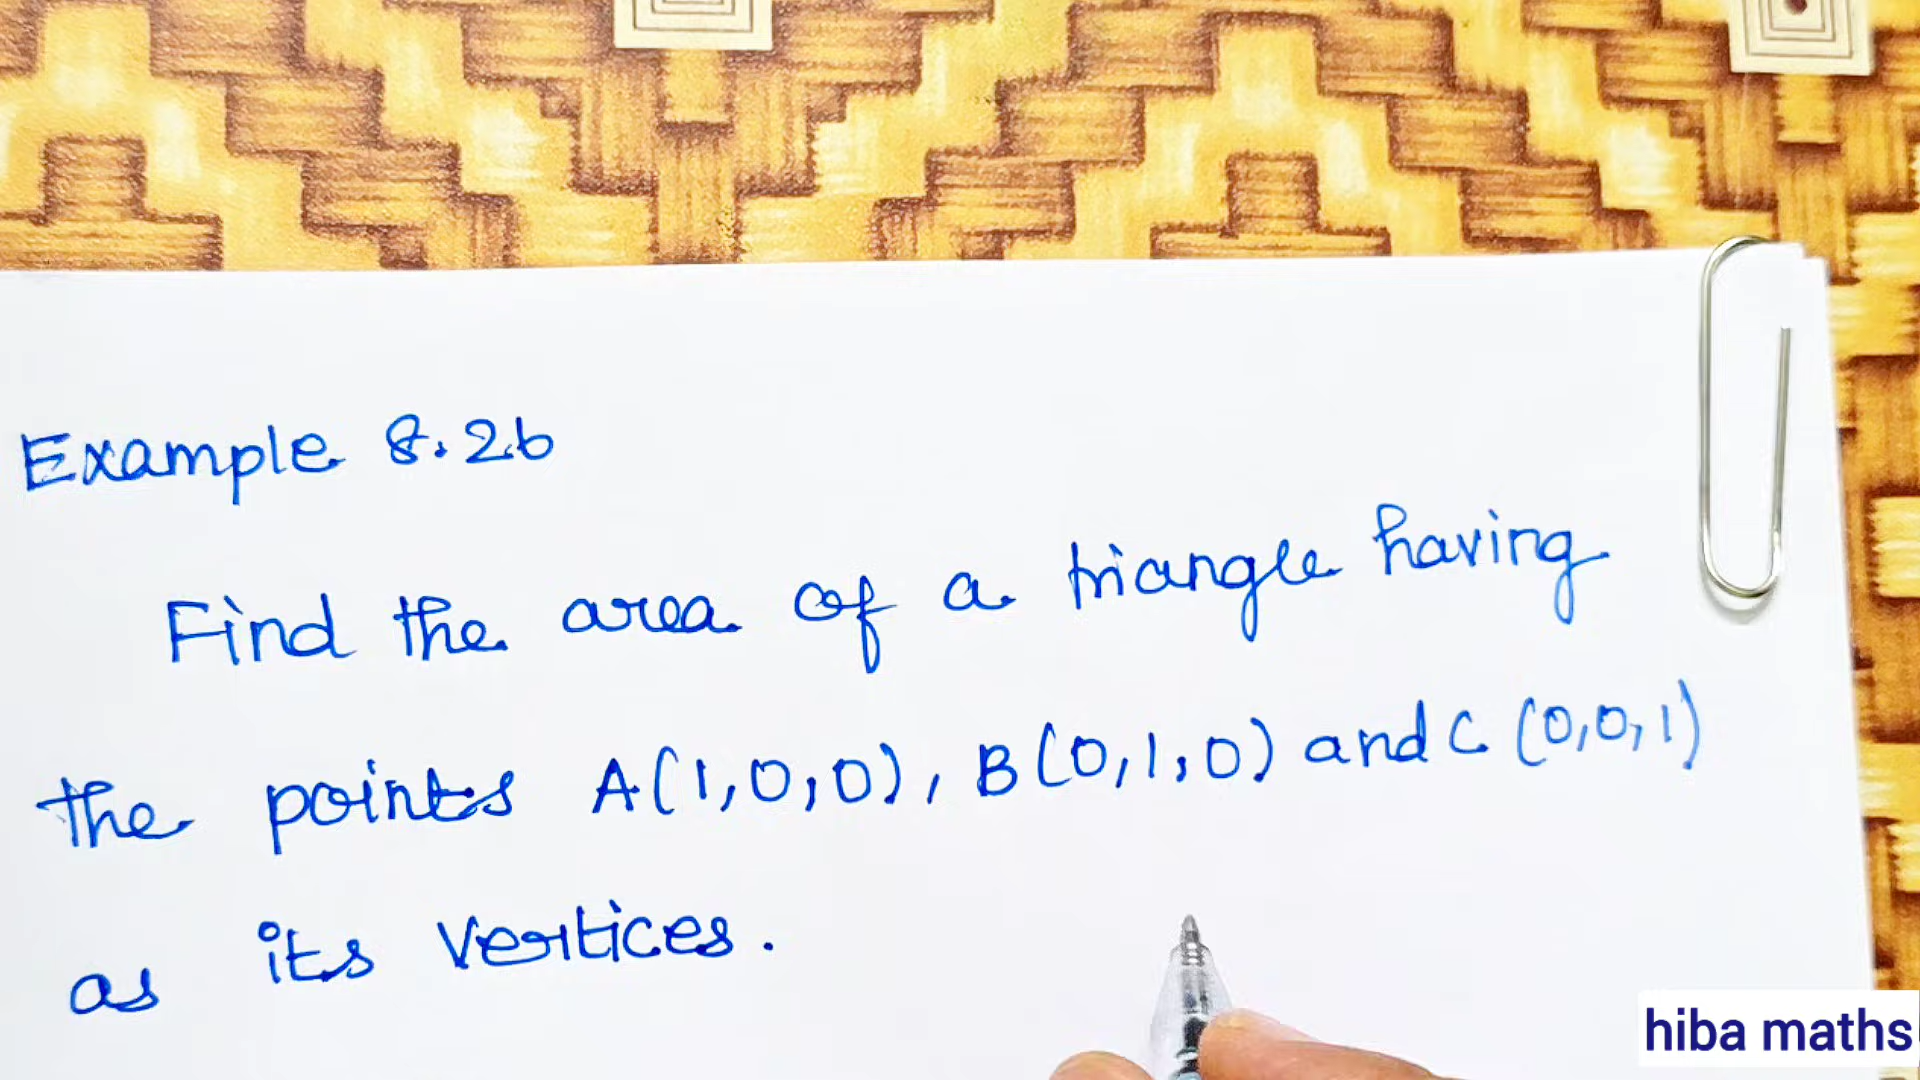 Example 8.26
Find the area of a triangle having
the points A(1,0,0), B(0,1,0) and C (0,0,1)
as its vertices.
hiba maths